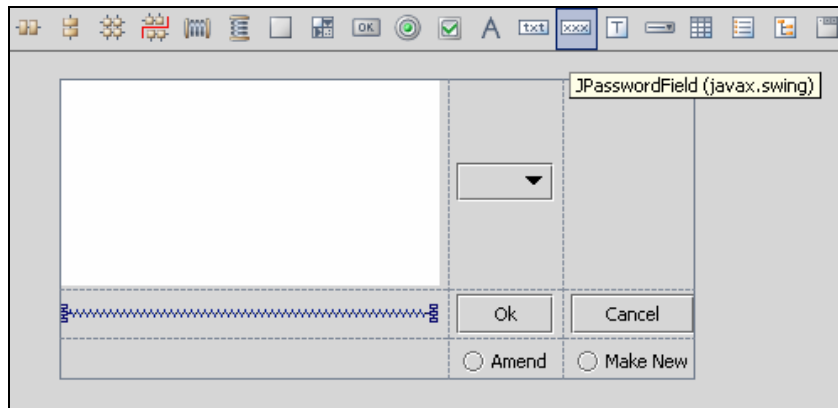 OK A txt xxx T
JPasswordField (javax.swing)
Ok Cancel
Amend Make New